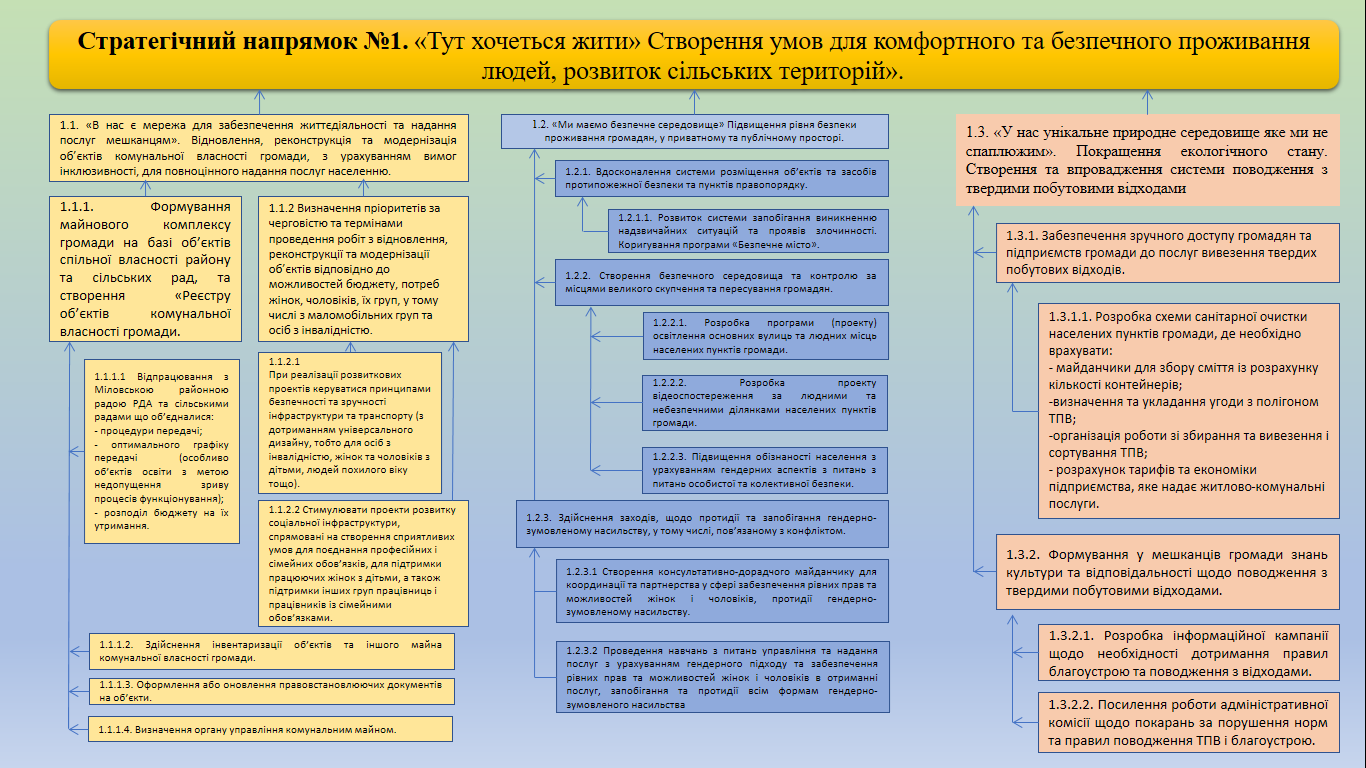 Стратегічний напрямок №1. «Тут хочеться жити» Створення умов для комфортного та безпечного проживання
людей, розвиток сільських територій».
1.1. «В нас є мережа для забезпечення життєдіяльності та надання
послуг мешканцям». Відновлення, реконструкція та модернізація
об’єктів комунальної власності громади, з урахуванням вимог
інклюзивності, для повноцінного надання послуг населенню.
1.1.1. Формування
майнового комплексу
громади на базі об’єктів
спільної власності району
та сільських рад, та
створення «Реєстру
об’єктів комунальної
власності громади.
1.1.2 Визначення пріоритетів за
черговістю та термінами
проведення робіт з відновлення,
реконструкції та модернізації
об’єктів відповідно до
можливостей бюджету, потреб
жінок, чоловіків, їх груп, у тому
числі з маломобільних груп та
осіб з інвалідністю.
1.1.1.1 Відпрацювання з
Міловською районною
радою РДА та сільськими
радами що об’єдналися:
- процедури передачі;
- оптимального графіку
передачі (особливо
об’єктів освіти з метою
недопущення зриву
процесів функціонування);
- розподіл бюджету на їх
утримання.
1.1.2.1
При реалізації розвиткових
проектів керуватися принципами
безпечності та зручності
інфраструктури та транспорту (з
дотриманням універсального
дизайну, тобто для осіб з
інвалідністю, жінок та чоловіків з
дітьми, людей похилого віку
тощо).
1.1.2.2 Стимулювати проекти розвитку
соціальної інфраструктури,
спрямовані на створення сприятливих
умов для поєднання професійних і
сімейних обов’язків, для підтримки
працюючих жінок з дітьми, а також
підтримки інших груп працівниць і
працівників із сімейними
обов’язками.
1.1.1.2. Здійснення інвентаризації об’єктів та іншого майна
комунальної власності громади.
1.1.1.3. Оформлення або оновлення правовстановлюючих документів
на об’єкти.
1.1.1.4. Визначення органу управління комунальним майном.
1.2. «Ми маємо безпечне середовище» Підвищення рівня безпеки
проживання громадян, у приватному та публічному просторі.
1.2.1. Вдосконалення системи розміщення об’єктів та засобів
протипожежної безпеки та пунктів правопорядку.
1.2.1.1. Розвиток системи запобігання виникненню
надзвичайних ситуацій та проявів злочинності.
Коригування програми «Безпечне місто».
1.2.2. Створення безпечного середовища та контролю за
місцями великого скупчення та пересування громадян.
1.2.2.1. Розробка програми (проекту)
освітлення основних вулиць та людних місць
населених пунктів громади.
1.2.2.2. Розробка проекту
відеоспостереження за людними та
небезпечними ділянками населених пунктів
громади.
1.2.2.3. Підвищення обізнаності населення з
урахуванням гендерних аспектів з питань з
питань особистої та колективної безпеки.
1.2.3. Здійснення заходів, щодо протидії та запобігання гендерно-
зумовленому насильству, у тому числі, пов’язаному з конфліктом.
1.2.3.1 Створення консультативно-дорадчого майданчику для
координації та партнерства у сфері забезпечення рівних прав та
можливостей жінок і чоловіків, протидії гендерно-
зумовленому насильству.
1.2.3.2 Проведення навчань з питань управління та надання
послуг з урахуванням гендерного підходу та забезпечення
рівних прав та можливостей жінок і чоловіків в отриманні
послуг, запобігання та протидії всім формам гендерно-
зумовленого насильства
1.3. «У нас унікальне природне середовище яке ми не
спаплюжим». Покращення екологічного стану.
Створення та впровадження системи поводження з
твердими побутовими відходами
1.3.1. Забезпечення зручного доступу громадян та
підприємств громади до послуг вивезення твердих
побутових відходів.
1.3.1.1. Розробка схеми санітарної очистки
населених пунктів громади, де необхідно
врахувати:
- майданчики для збору сміття із розрахунку
кількості контейнерів;
-визначення та укладання угоди з полігоном
ТПВ;
-організація роботи зі збирання та вивезення і
сортування ТПВ;
- розрахунок тарифів та економіки
підприємства, яке надає житлово-комунальні
послуги.
1.3.2. Формування у мешканців громади знань
культури та відповідальності щодо поводження з
твердими побутовими відходами.
1.3.2.1. Розробка інформаційної кампанії
щодо необхідності дотримання правил
благоустрою та поводження з відходами.
1.3.2.2. Посилення роботи адміністративної
комісії щодо покарань за порушення норм
та правил поводження ТПВ і благоустрою.